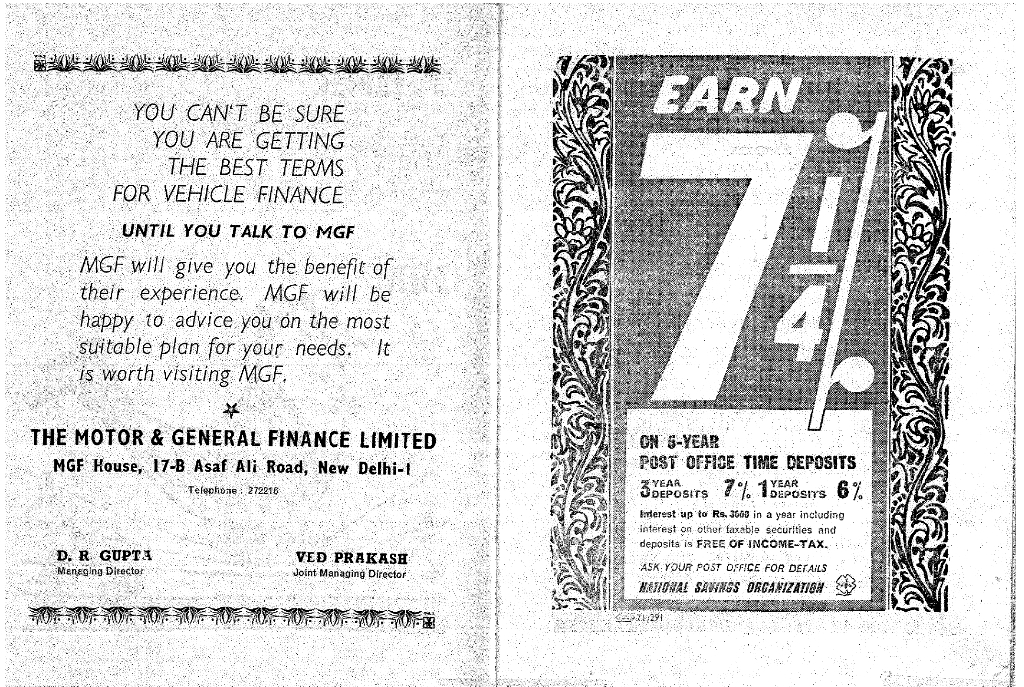 YOU CAN'T BE SURE
YOU ARE GETTING
THE BEST TERMS
FOR VEHICLE FINANCE
UNTIL YOU TALK TO MGF
MGF will give you the benefit of
their experience. MGF will be
happy to advice you on the most
suitable plan for your needs. It
is worth visiting MGF.
THE MOTOR & GENERAL FINANCE LIMITED
MGF House, 17-B Asaf Ali Road, New Delhi-1
Telephone : 272216
D. R. GUPTA
Managing Director
VED PRAKASH
Joint Managing Director
EARN
7 1/4 %
ON 5-YEAR
POST OFFICE TIME DEPOSITS
3 YEAR DEPOSITS 7% 1 YEAR DEPOSITS 6%
Interest up to Rs. 3000 in a year including
interest on other taxable securities and
deposits is FREE OF INCOME-TAX.
ASK YOUR POST OFFICE FOR DETAILS
NATIONAL SAVINGS ORGANIZATION